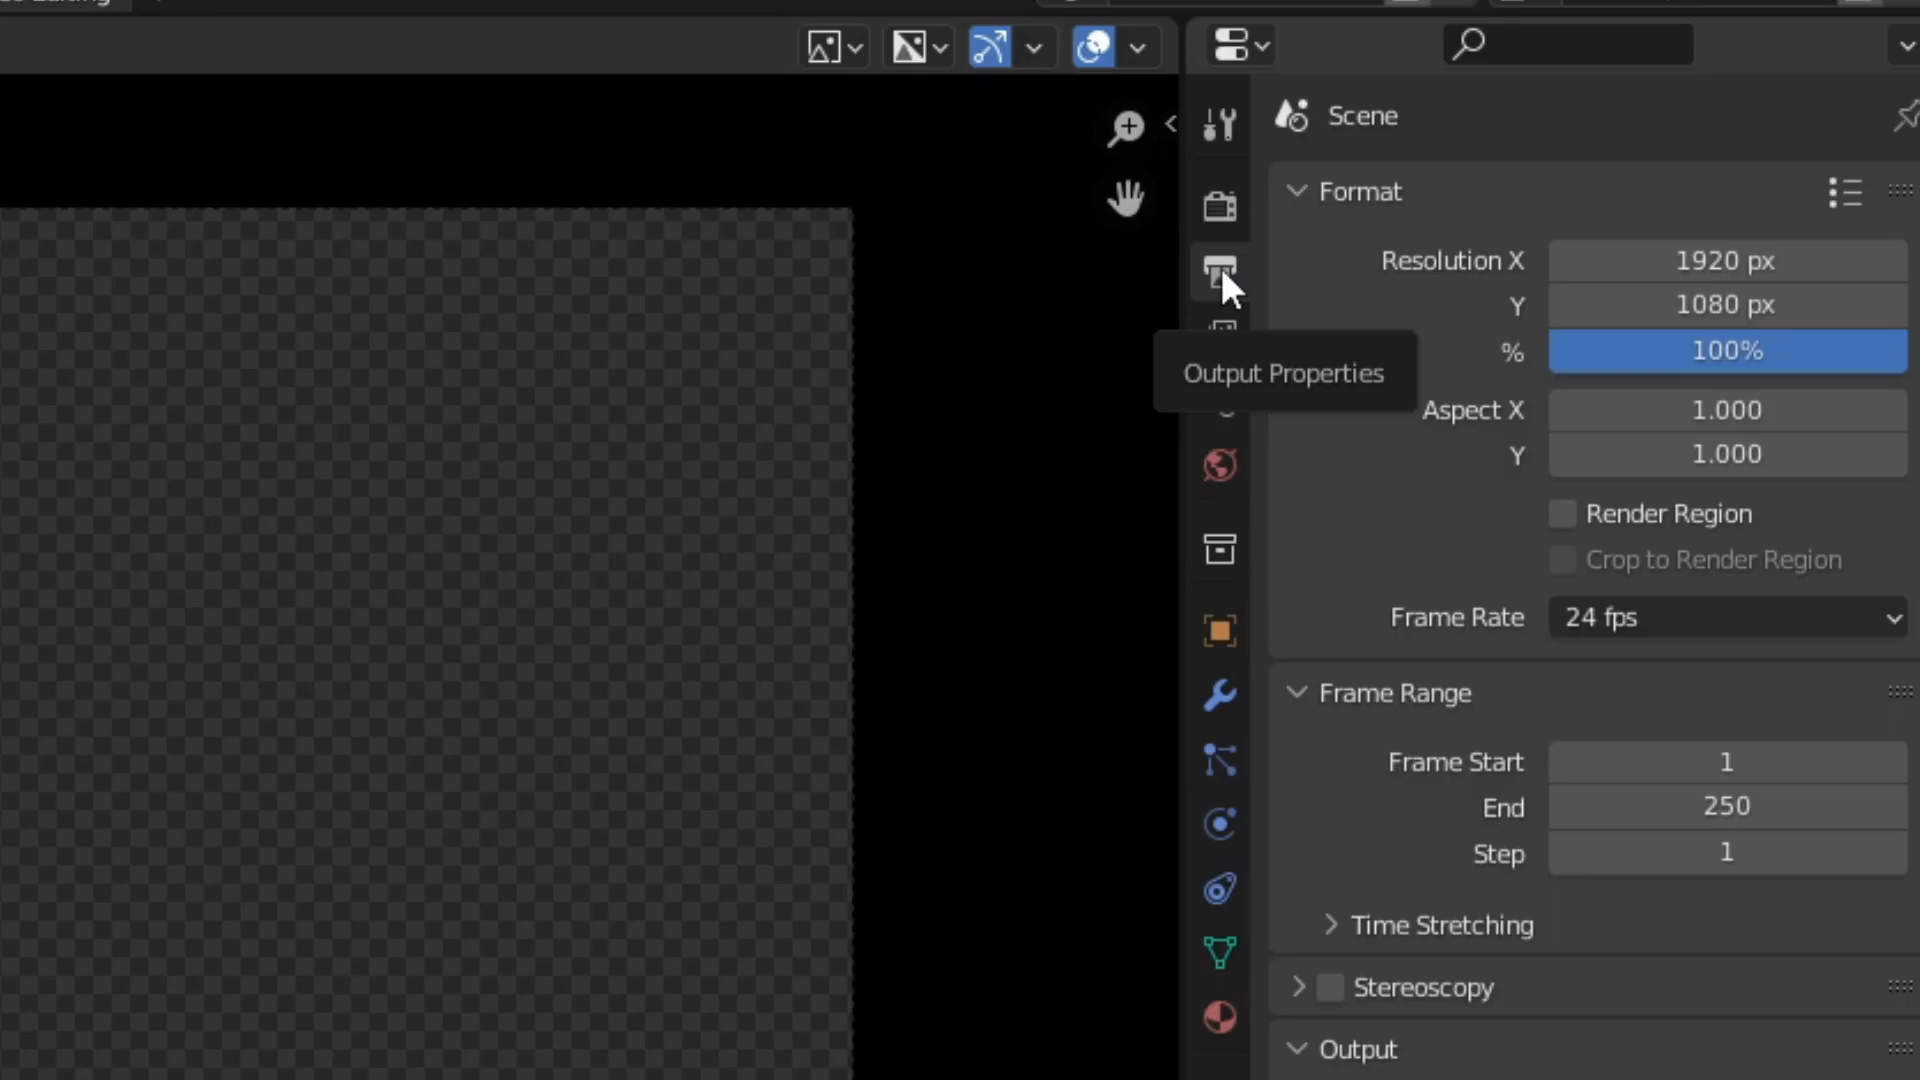 Scene
Format
Resolution X 1920 px
Y 1080 px
% 100%
Output Properties
Aspect X 1.000
Y 1.000
Render Region
Crop to Render Region
Frame Rate 24 fps
Frame Range
Frame Start 1
End 250
Step 1
Time Stretching
Stereoscopy
Output